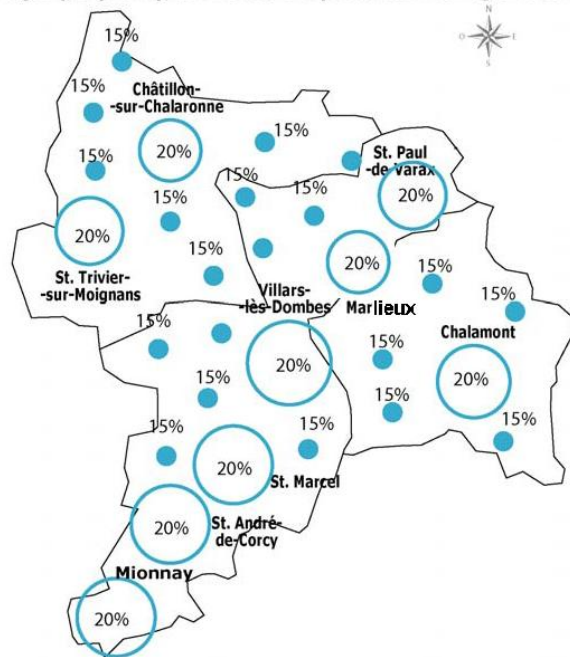 N
O
E
S
15%
15%
Châtillon-
-sur-Chalaronne
15%
20%
St. Paul
-de-Varax
15%
15%
15%
20%
15%
20%
15%
20%
St. Trivier-
-sur-Moignans
Villars-
-lès-Dombes
Marlieux
15%
15%
15%
Chalamont
15%
20%
20%
15%
15%
15%
15%
15%
20%
St. Marcel
20%
St. André-
de-Corcy
Mionnay
20%